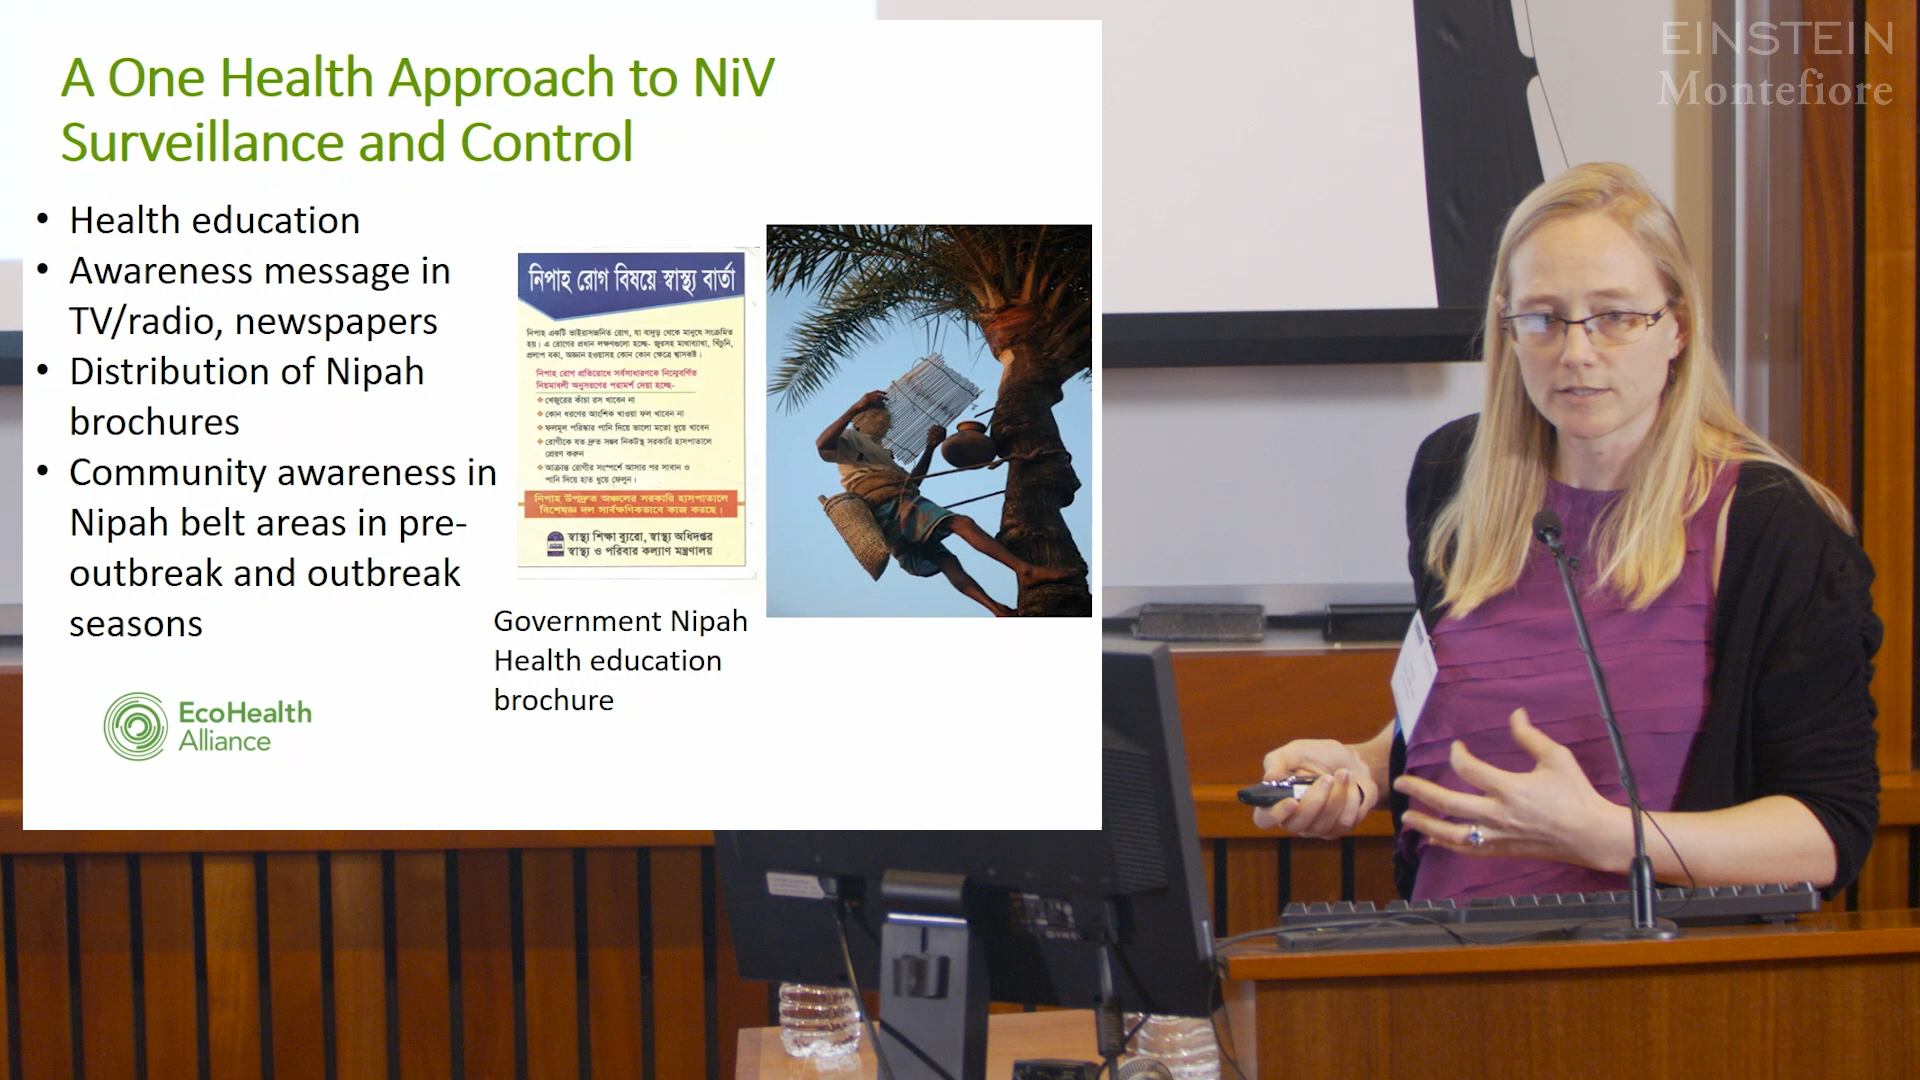 A One Health Approach to NiV
Surveillance and Control
• Health education
• Awareness message in
TV/radio, newspapers
• Distribution of Nipah
brochures
• Community awareness in
Nipah belt areas in pre-
outbreak and outbreak
seasons
নিপাহ রোগ বিষয়ে স্বাস্থ্য বার্তা
নিপাহ একটি ভাইরাসজনিত রোগ, যা বাদুড় থেকে মানুষে সংক্রমিত
হয়। এ রোগের প্রধান লক্ষণগুলো হচ্ছে- জ্বরসহ মাথাব্যাথা, খিঁচুনি,
প্রলাপ বকা, অজ্ঞান হওয়াসহ কোন কোন ক্ষেত্রে শ্বাসকষ্ট।
নিপাহ রোগ প্রতিরোধে সর্বসাধারণকে নিম্নেবর্ণিত
নিয়মাবলী অনুসরণের পরামর্শ দেয়া হচ্ছে-
❖ খেজুরের কাঁচা রস খাবেন না
❖ কোন ধরণের আংশিক খাওয়া ফল খাবেন না
❖ ফলমূল পরিষ্কার পানি দিয়ে ভালো মতো ধুয়ে খাবেন
❖ রোগীকে যত দ্রুত সম্ভব নিকটস্থ সরকারি হাসপাতালে
প্রেরণ করুন
❖ আক্রান্ত রোগীর সংস্পর্শে আসার পর সাবান ও
পানি দিয়ে হাত ধুয়ে ফেলুন।
নিপাহ উপদ্রুত অঞ্চলের সরকারি হাসপাতালে
বিশেষজ্ঞ দল সার্বক্ষণিকভাবে কাজ করছে!
স্বাস্থ্য শিক্ষা ব্যুরো, স্বাস্থ্য অধিদপ্তর
স্বাস্থ্য ও পরিবার কল্যাণ মন্ত্রণালয়
Government Nipah
Health education
brochure
EcoHealth
Alliance
EINSTEIN
Montefiore